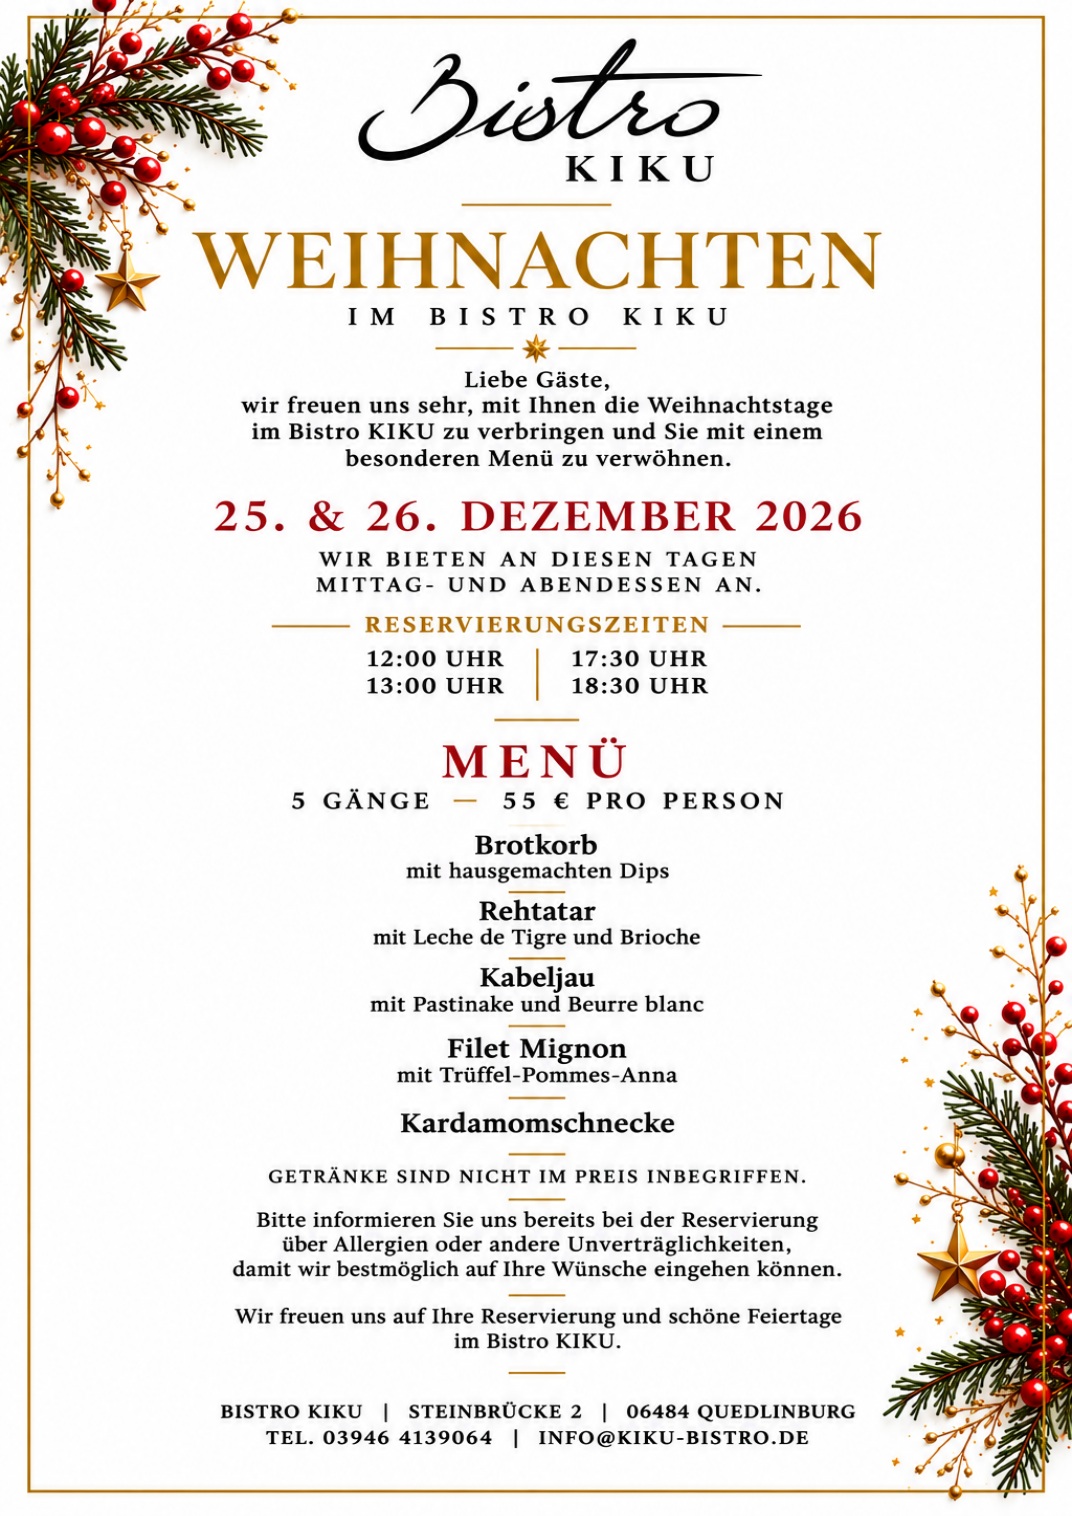 Bistro
KIKU
WEIHNACHTEN
IM BISTRO KIKU
Liebe Gäste,
wir freuen uns sehr, mit Ihnen die Weihnachtstage
im Bistro KIKU zu verbringen und Sie mit einem
besonderen Menü zu verwöhnen.
25. & 26. DEZEMBER 2026
WIR BIETEN AN DIESEN TAGEN
MITTAG- UND ABENDESSEN AN.
RESERVIERUNGSZEITEN
12:00 UHR | 17:30 UHR
13:00 UHR | 18:30 UHR
MENÜ
5 GÄNGE — 55 € PRO PERSON
Brotkorb
mit hausgemachten Dips
Rehtatar
mit Leche de Tigre und Brioche
Kabeljau
mit Pastinake und Beurre blanc
Filet Mignon
mit Trüffel-Pommes-Anna
Kardamomschnecke
GETRÄNKE SIND NICHT IM PREIS INBEGRIFFEN.
Bitte informieren Sie uns bereits bei der Reservierung
über Allergien oder andere Unverträglichkeiten,
damit wir bestmöglich auf Ihre Wünsche eingehen können.
Wir freuen uns auf Ihre Reservierung und schöne Feiertage
im Bistro KIKU.
BISTRO KIKU | STEINBRÜCKE 2 | 06484 QUEDLINBURG
TEL. 03946 4139064 | INFO@KIKU-BISTRO.DE